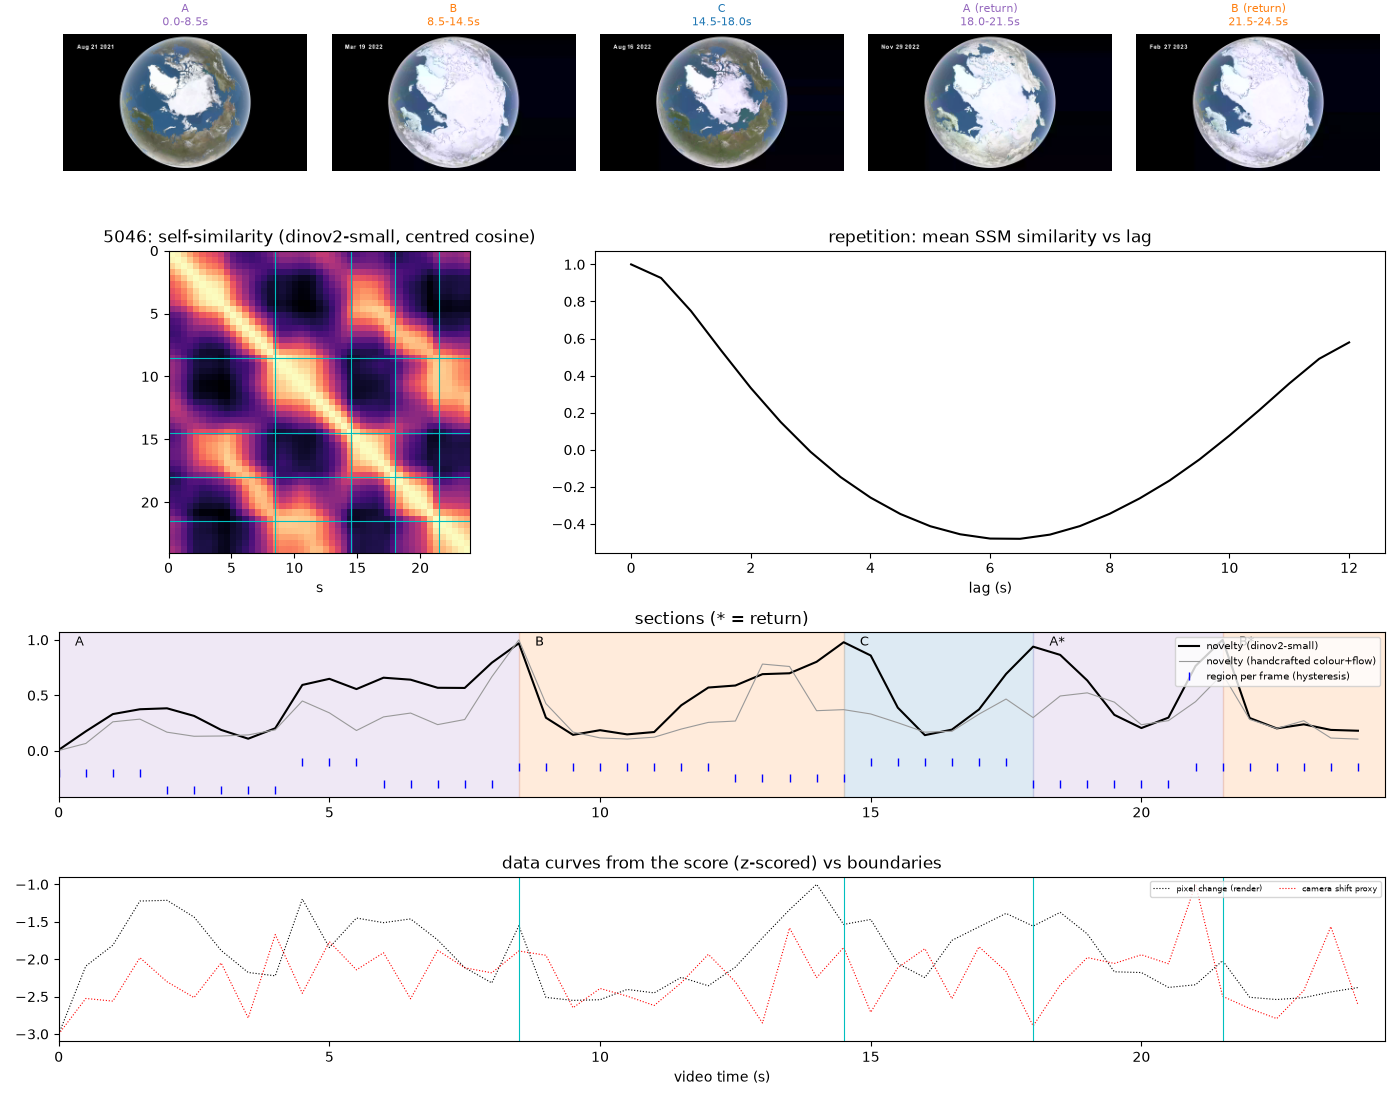 A
0.0-8.5s
B
8.5-14.5s
C
14.5-18.0s
A (return)
18.0-21.5s
B (return)
21.5-24.5s
Aug 21 2021
Mar 19 2022
Aug 16 2022
Nov 29 2022
Feb 27 2023
5046: self-similarity (dinov2-small, centred cosine)
0
5
10
15
20
0 5 10 15 20
s
repetition: mean SSM similarity vs lag
1.0
0.8
0.6
0.4
0.2
0.0
−0.2
−0.4
0 2 4 6 8 10 12
lag (s)
sections (* = return)
A
B
C
A*
B*
novelty (dinov2-small)
novelty (handcrafted colour+flow)
region per frame (hysteresis)
1.0
0.5
0.0
0 5 10 15 20
data curves from the score (z-scored) vs boundaries
pixel change (render)
camera shift proxy
−1.0
−1.5
−2.0
−2.5
−3.0
0 5 10 15 20
video time (s)